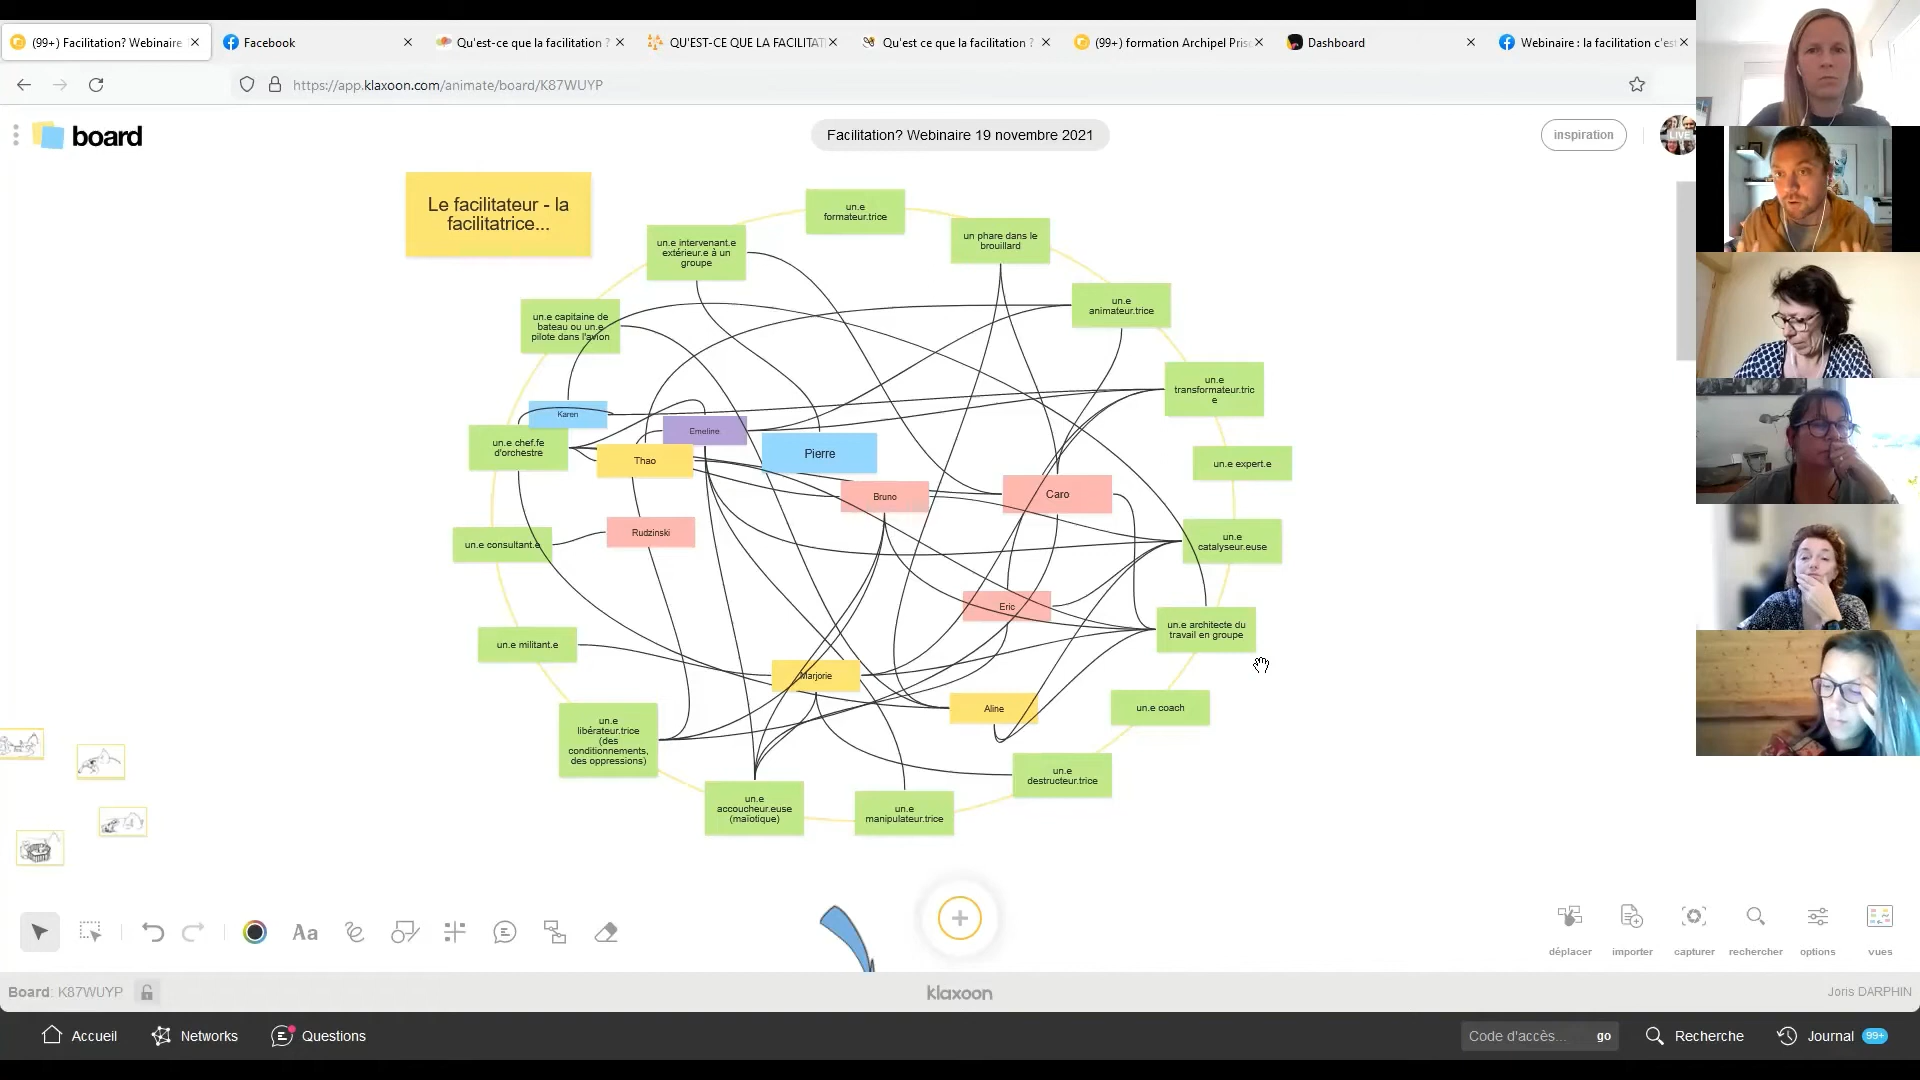 (99+) Facilitation? Webinaire
Facebook
Qu'est-ce que la facilitation ?
QU'EST-CE QUE LA FACILITAT
Qu'est ce que la facilitation ?
(99+) formation Archipel Pris
Dashboard
Webinaire : la facilitation c'es
https://app.klaxoon.com/animate/board/K87WUYP
board
Facilitation? Webinaire 19 novembre 2021
inspiration
LIVE
Le facilitateur - la
facilitatrice...
un.e
formateur.trice
un.e intervenant.e
extérieur.e à un
groupe
un phare dans le
brouillard
un.e
animateur.trice
un.e capitaine de
bateau ou un.e
pilote dans l'avion
un.e
transformateur.tric
e
Karen
Emeline
un.e chef.fe
d'orchestre
Thao
Pierre
un.e expert.e
Bruno
Caro
Rudzinski
un.e consultant.e
un.e
catalyseur.euse
Eric
un.e architecte du
travail en groupe
un.e militant.e
Marjorie
Aline
un.e coach
un.e
libérateur.trice
(des
conditionnements,
des oppressions)
un.e
destructeur.trice
un.e
accoucheur.euse
(maïotique)
un.e
manipulateur.trice
Aa
déplacer
importer
capturer
rechercher
options
vues
Board: K87WUYP
klaxoon
Joris DARPHIN
Accueil
Networks
Questions
Code d'accès...
go
Recherche
Journal
99+